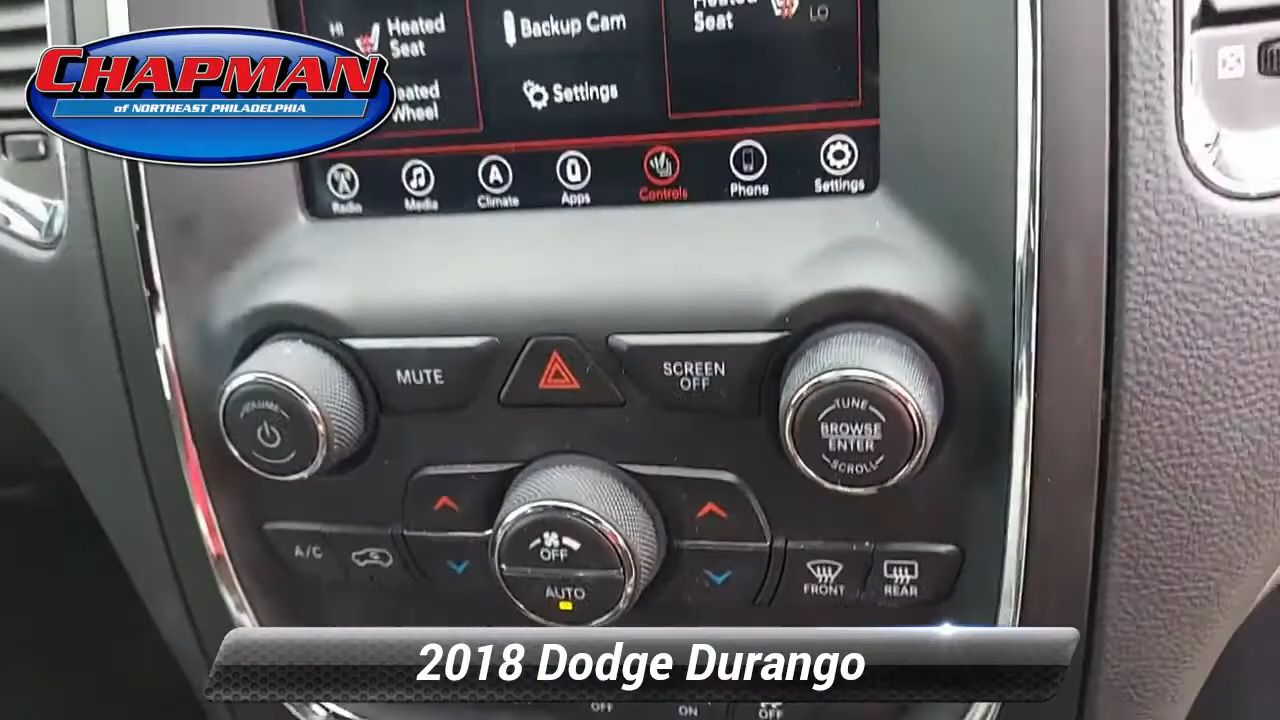 CHAPMAN
of NORTHEAST PHILADELPHIA
HI
Heated
Seat
Backup Cam
Heated
Seat
LO
eated
Wheel
Settings
Radio
Media
Climate
Apps
Controls
Phone
Settings
MUTE
SCREEN
OFF
VOLUME
TUNE
BROWSE
ENTER
SCROLL
A/C
OFF
AUTO
FRONT
REAR
2018 Dodge Durango
OFF
ON
OFF